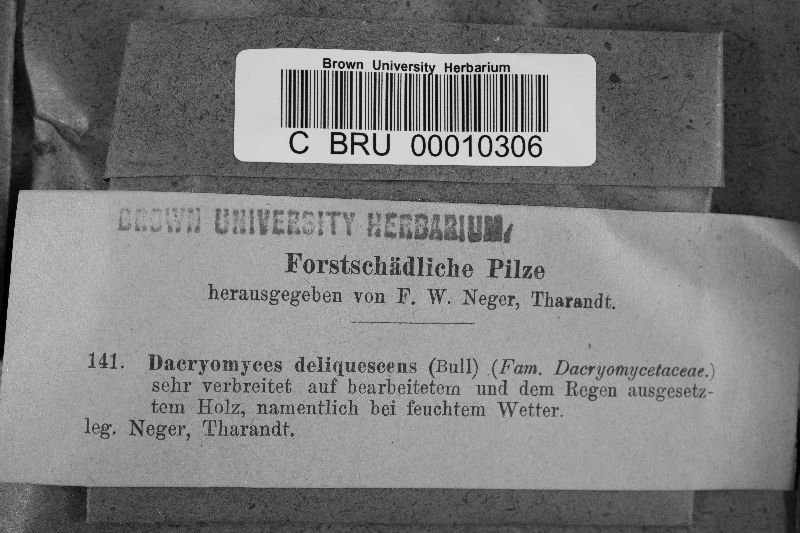 Brown University Herbarium
C BRU 00010306
BROWN UNIVERSITY HERBARIUM
Forstschädliche Pilze
herausgegeben von F. W. Neger, Tharandt.
141. Dacryomyces deliquescens (Bull) (Fam. Dacryomycetaceae.)
sehr verbreitet auf bearbeitetem und dem Regen ausgesetz-
tem Holz, namentlich bei feuchtem Wetter.
leg. Neger, Tharandt.